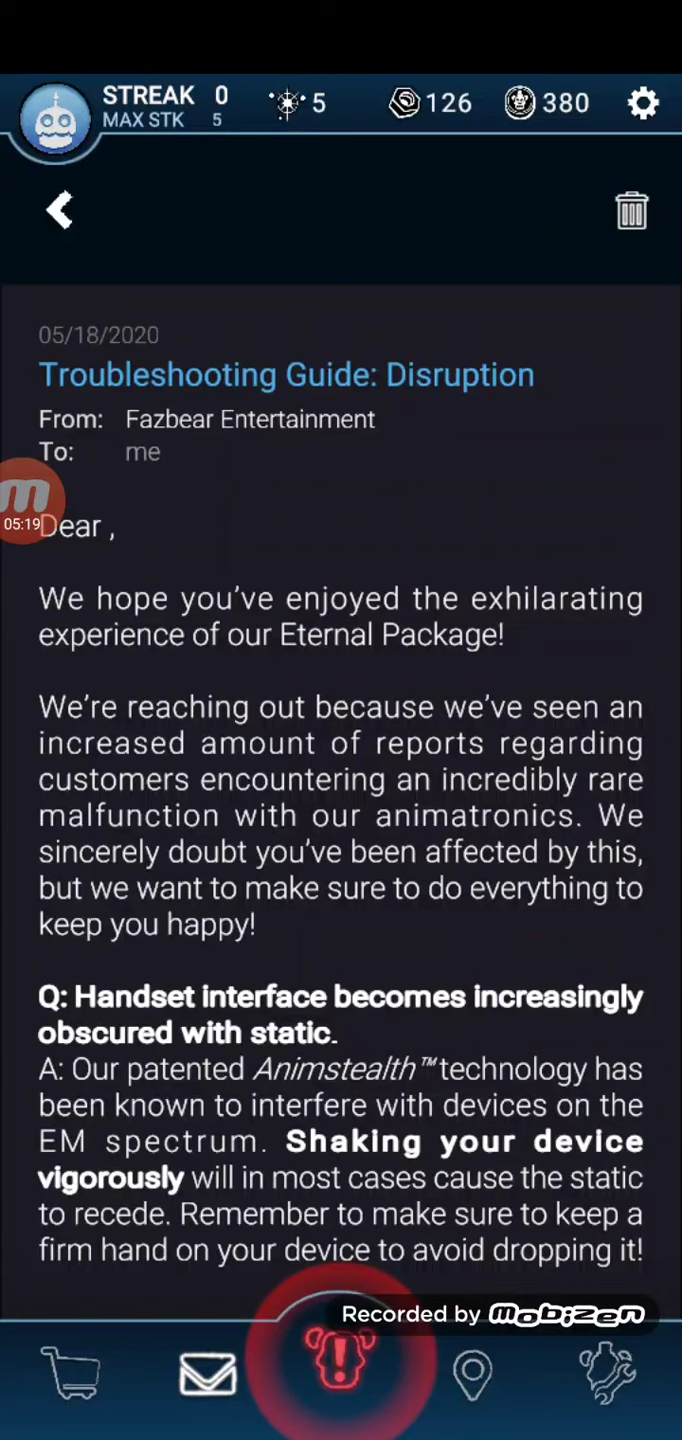 STREAK 0 5 126 380
MAX STK 5
05/18/2020
Troubleshooting Guide: Disruption
From: Fazbear Entertainment
To: me
05:19
Dear ,
We hope you've enjoyed the exhilarating
experience of our Eternal Package!
We're reaching out because we've seen an
increased amount of reports regarding
customers encountering an incredibly rare
malfunction with our animatronics. We
sincerely doubt you've been affected by this,
but we want to make sure to do everything to
keep you happy!
Q: Handset interface becomes increasingly
obscured with static.
A: Our patented Animstealth™ technology has
been known to interfere with devices on the
EM spectrum. Shaking your device
vigorously will in most cases cause the static
to recede. Remember to make sure to keep a
firm hand on your device to avoid dropping it!
Recorded by mobizen